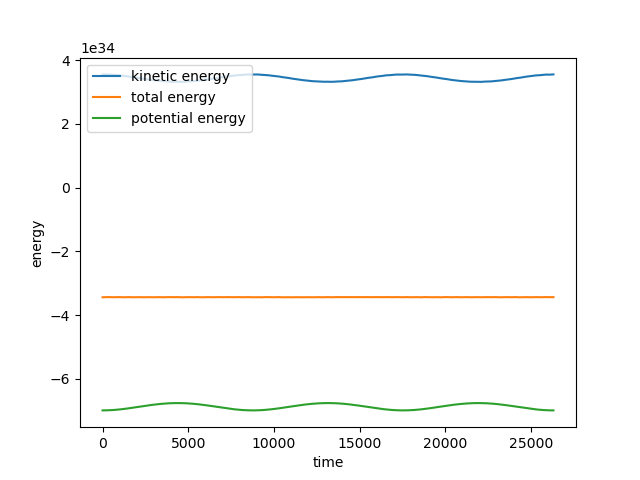 1e34
4
2
0
−2
−4
−6
energy
kinetic energy
total energy
potential energy
0 5000 10000 15000 20000 25000
time